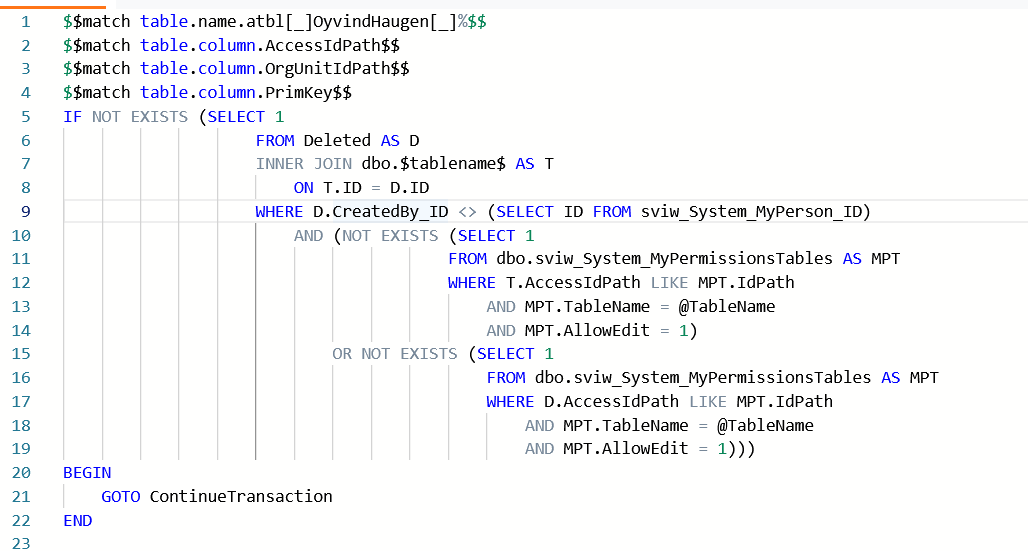 1 $$match table.name.atbl[_]OyvindHaugen[_]%$$
2 $$match table.column.AccessIdPath$$
3 $$match table.column.OrgUnitIdPath$$
4 $$match table.column.PrimKey$$
5 IF NOT EXISTS (SELECT 1
6 FROM Deleted AS D
7 INNER JOIN dbo.$tablename$ AS T
8 ON T.ID = D.ID
9 WHERE D.CreatedBy_ID <> (SELECT ID FROM sviw_System_MyPerson_ID)
10 AND (NOT EXISTS (SELECT 1
11 FROM dbo.sviw_System_MyPermissionsTables AS MPT
12 WHERE T.AccessIdPath LIKE MPT.IdPath
13 AND MPT.TableName = @TableName
14 AND MPT.AllowEdit = 1)
15 OR NOT EXISTS (SELECT 1
16 FROM dbo.sviw_System_MyPermissionsTables AS MPT
17 WHERE D.AccessIdPath LIKE MPT.IdPath
18 AND MPT.TableName = @TableName
19 AND MPT.AllowEdit = 1)))
20 BEGIN
21 GOTO ContinueTransaction
22 END
23